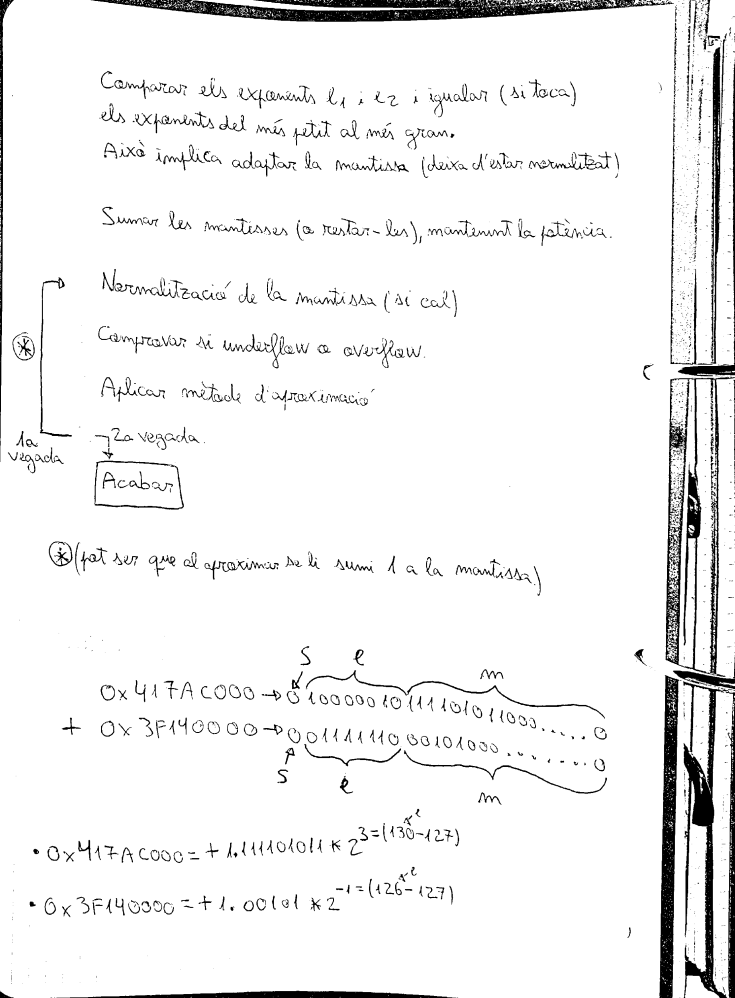 Comparar els exponents e1 i e2 i igualar (si toca)
els exponents del més petit al més gran.
Això implica adaptar la mantissa (deixa d'estar normalitzat)
Sumar les mantisses (o restar-les), mantenint la potència.
Normalització de la mantissa (si cal)
Comprovar si underflow o overflow.
Aplicar mètode d'aproximació
1a vegada
2a vegada.
Acabar
* (pot ser que al aproximar se li sumi 1 a la mantissa)
S e m
0x417AC000 → 0 10000010 111101011000...... 0
+ 0x3F140000 → 0 01111110 00101000........ 0
S e m
• 0x417AC000 = +1.111101011 * 2^3=(130-127)
e
• 0x3F140000 = +1.00101 * 2^-1=(126-127)
e